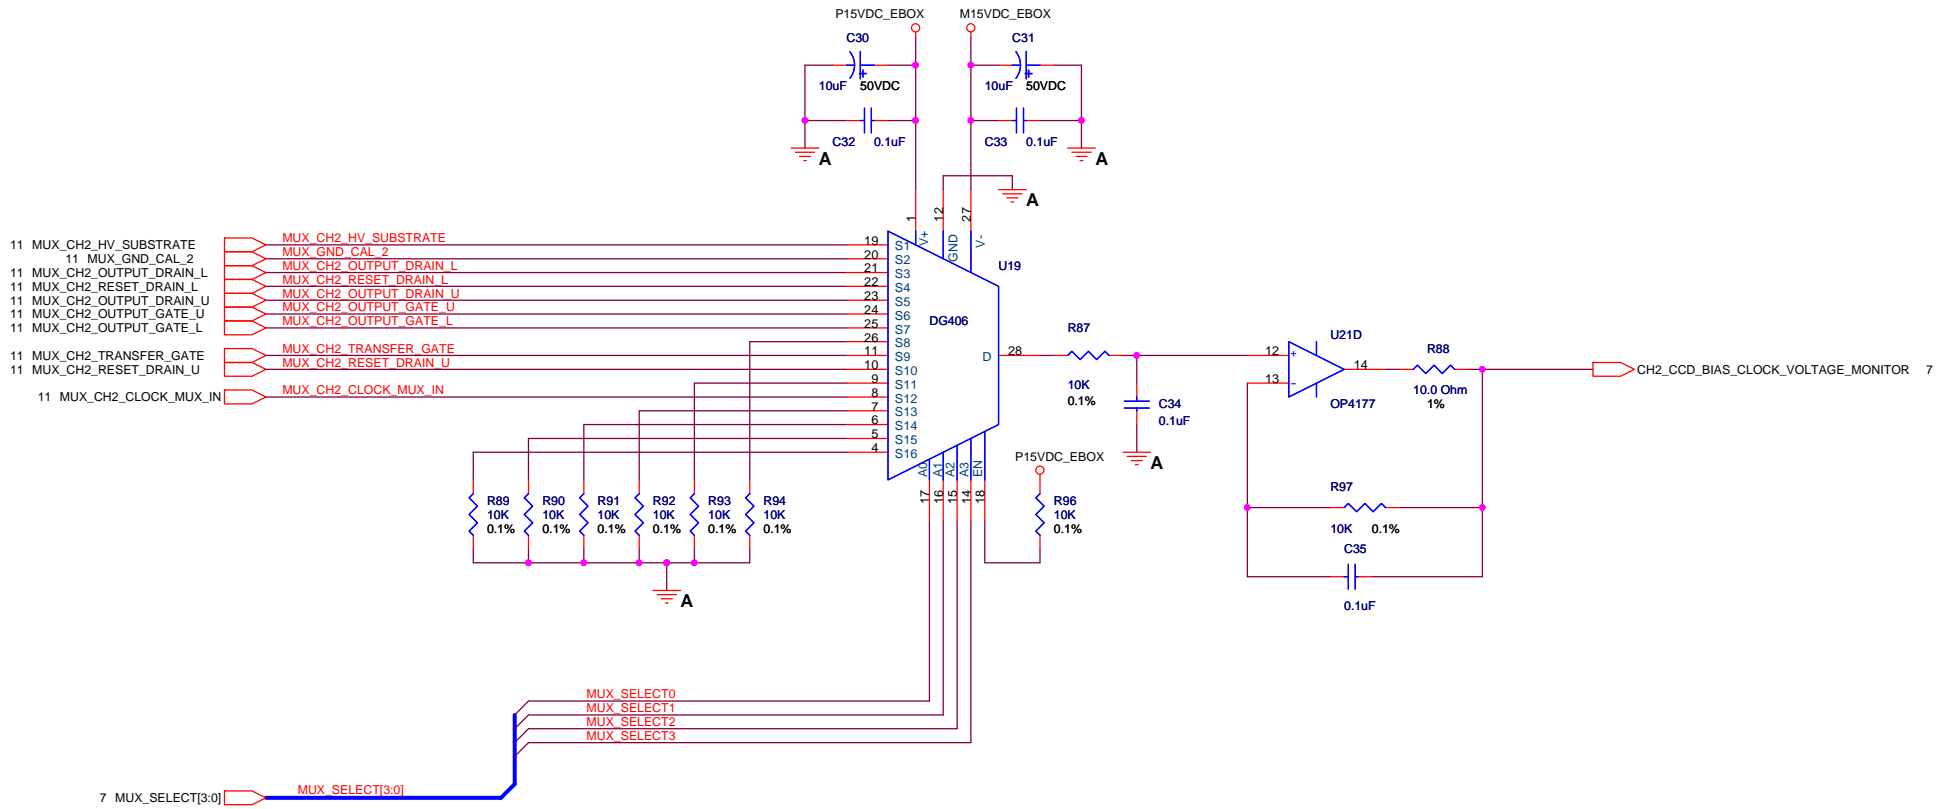 P15VDC_EBOX
M15VDC_EBOX
C30
C31
10uF 50VDC
10uF 50VDC
C32 0.1uF
C33 0.1uF
A
A
A
1
12
27
V+
GND
V-
U19
DG406
11 MUX_CH2_HV_SUBSTRATE MUX_CH2_HV_SUBSTRATE 19 S1
11 MUX_GND_CAL_2 MUX_GND_CAL_2 20 S2
11 MUX_CH2_OUTPUT_DRAIN_L MUX_CH2_OUTPUT_DRAIN_L 21 S3
11 MUX_CH2_RESET_DRAIN_L MUX_CH2_RESET_DRAIN_L 22 S4
11 MUX_CH2_OUTPUT_DRAIN_U MUX_CH2_OUTPUT_DRAIN_U 23 S5
11 MUX_CH2_OUTPUT_GATE_U MUX_CH2_OUTPUT_GATE_U 24 S6
11 MUX_CH2_OUTPUT_GATE_L MUX_CH2_OUTPUT_GATE_L 25 S7
26 S8
11 MUX_CH2_TRANSFER_GATE MUX_CH2_TRANSFER_GATE 11 S9
11 MUX_CH2_RESET_DRAIN_U MUX_CH2_RESET_DRAIN_U 10 S10
9 S11
11 MUX_CH2_CLOCK_MUX_IN MUX_CH2_CLOCK_MUX_IN 8 S12
7 S13
6 S14
5 S15
4 S16
D 28
R87
10K
0.1%
C34
0.1uF
A
12 +
13 -
U21D
OP4177
14
R88
10.0 Ohm
1%
CH2_CCD_BIAS_CLOCK_VOLTAGE_MONITOR 7
A0
A1
A2
A3
EN
17
16
15
14
18
P15VDC_EBOX
R96
10K
0.1%
R97
10K 0.1%
C35
0.1uF
R89
10K
0.1%
R90
10K
0.1%
R91
10K
0.1%
R92
10K
0.1%
R93
10K
0.1%
R94
10K
0.1%
A
MUX_SELECT0
MUX_SELECT1
MUX_SELECT2
MUX_SELECT3
7 MUX_SELECT[3:0] MUX_SELECT[3:0]